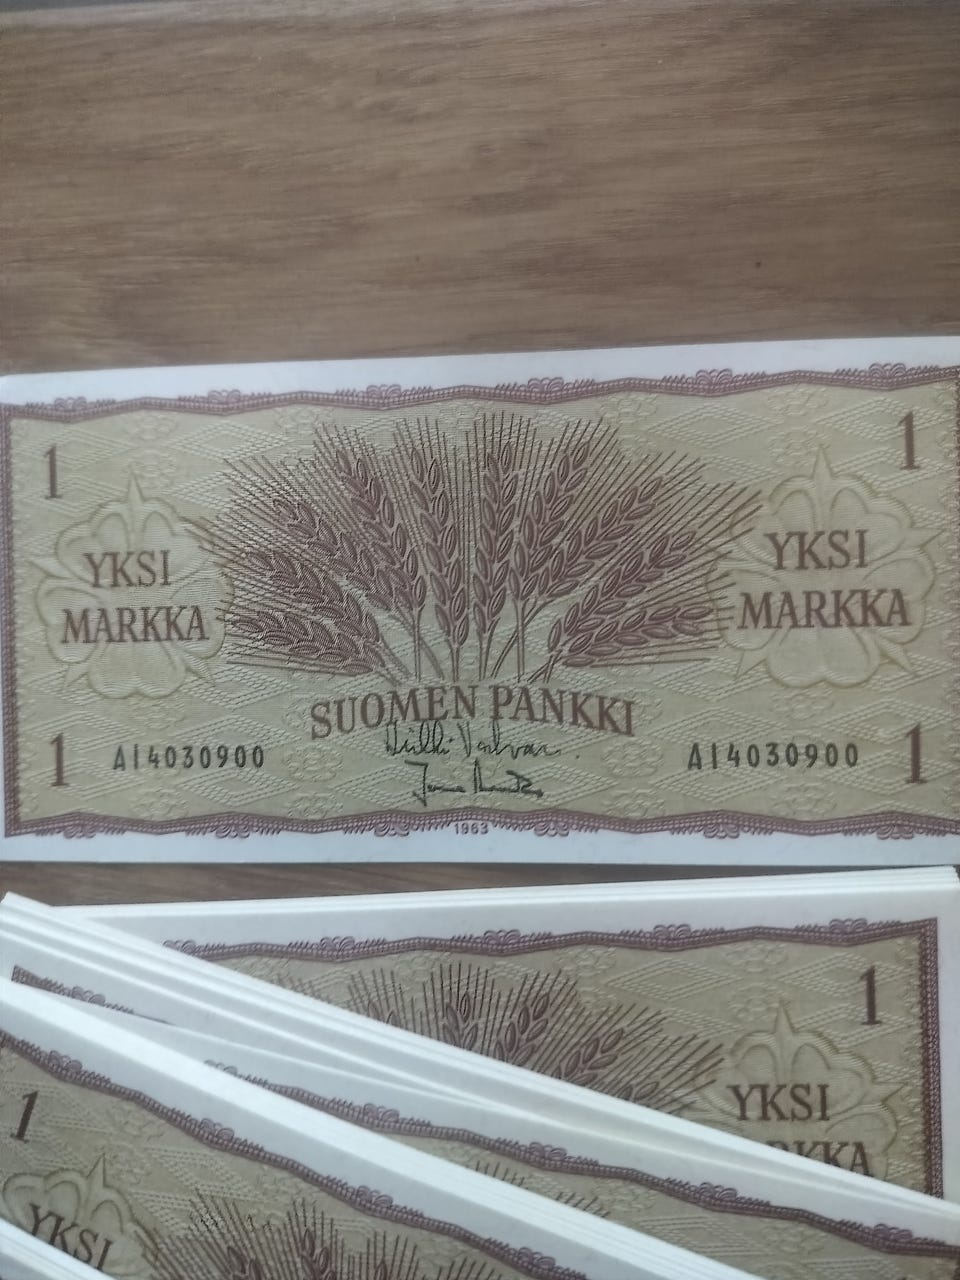 1
1
YKSI
MARKKA
YKSI
MARKKA
SUOMEN PANKKI
1
A14030900
A14030900
1
1963
1
YKSI
1
YKSI